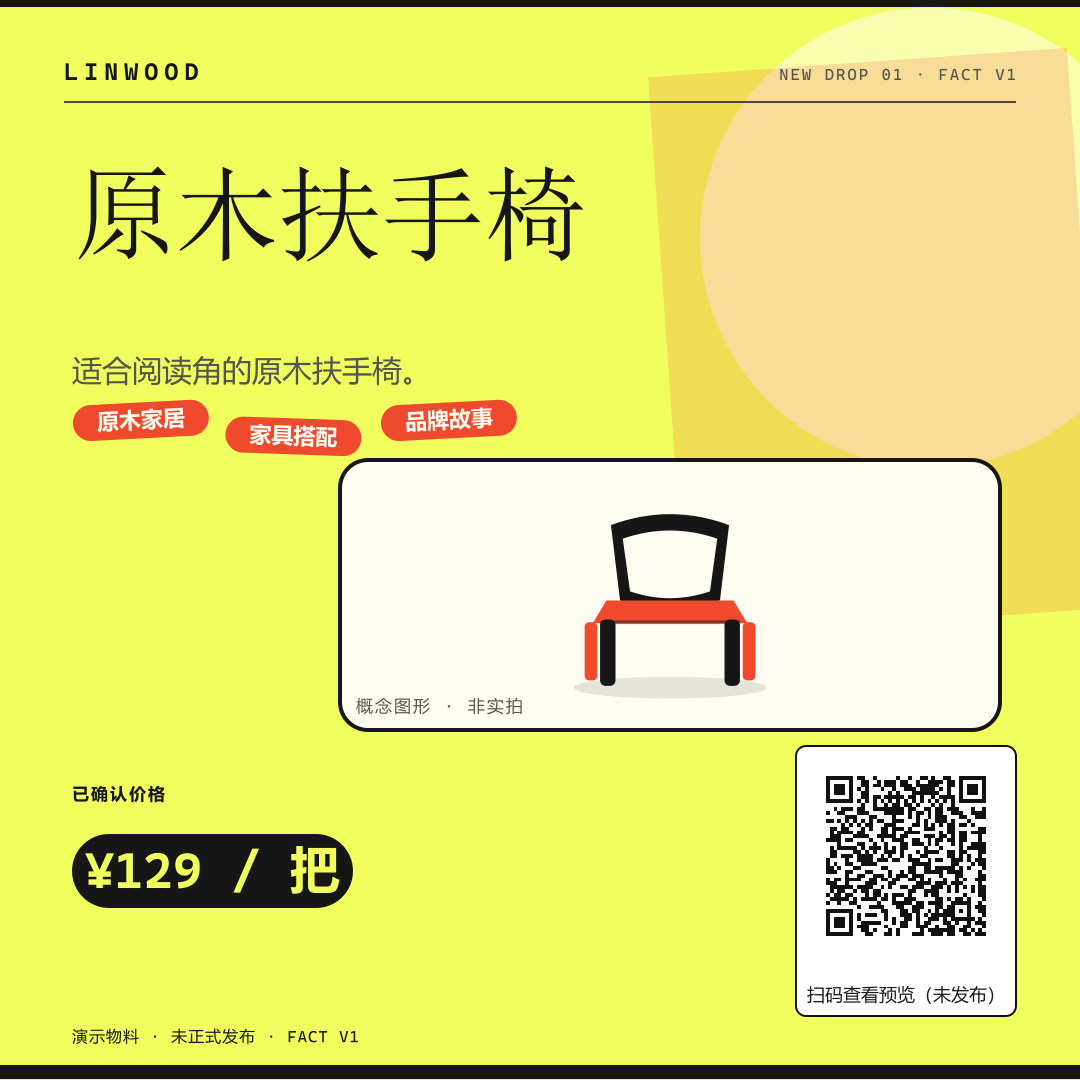 LINWOOD
NEW DROP 01 · FACT V1
原木扶手椅
适合阅读角的原木扶手椅。
原木家居
家具搭配
品牌故事
概念图形 · 非实拍
已确认价格
¥129 / 把
扫码查看预览（未发布）
演示物料 · 未正式发布 · FACT V1